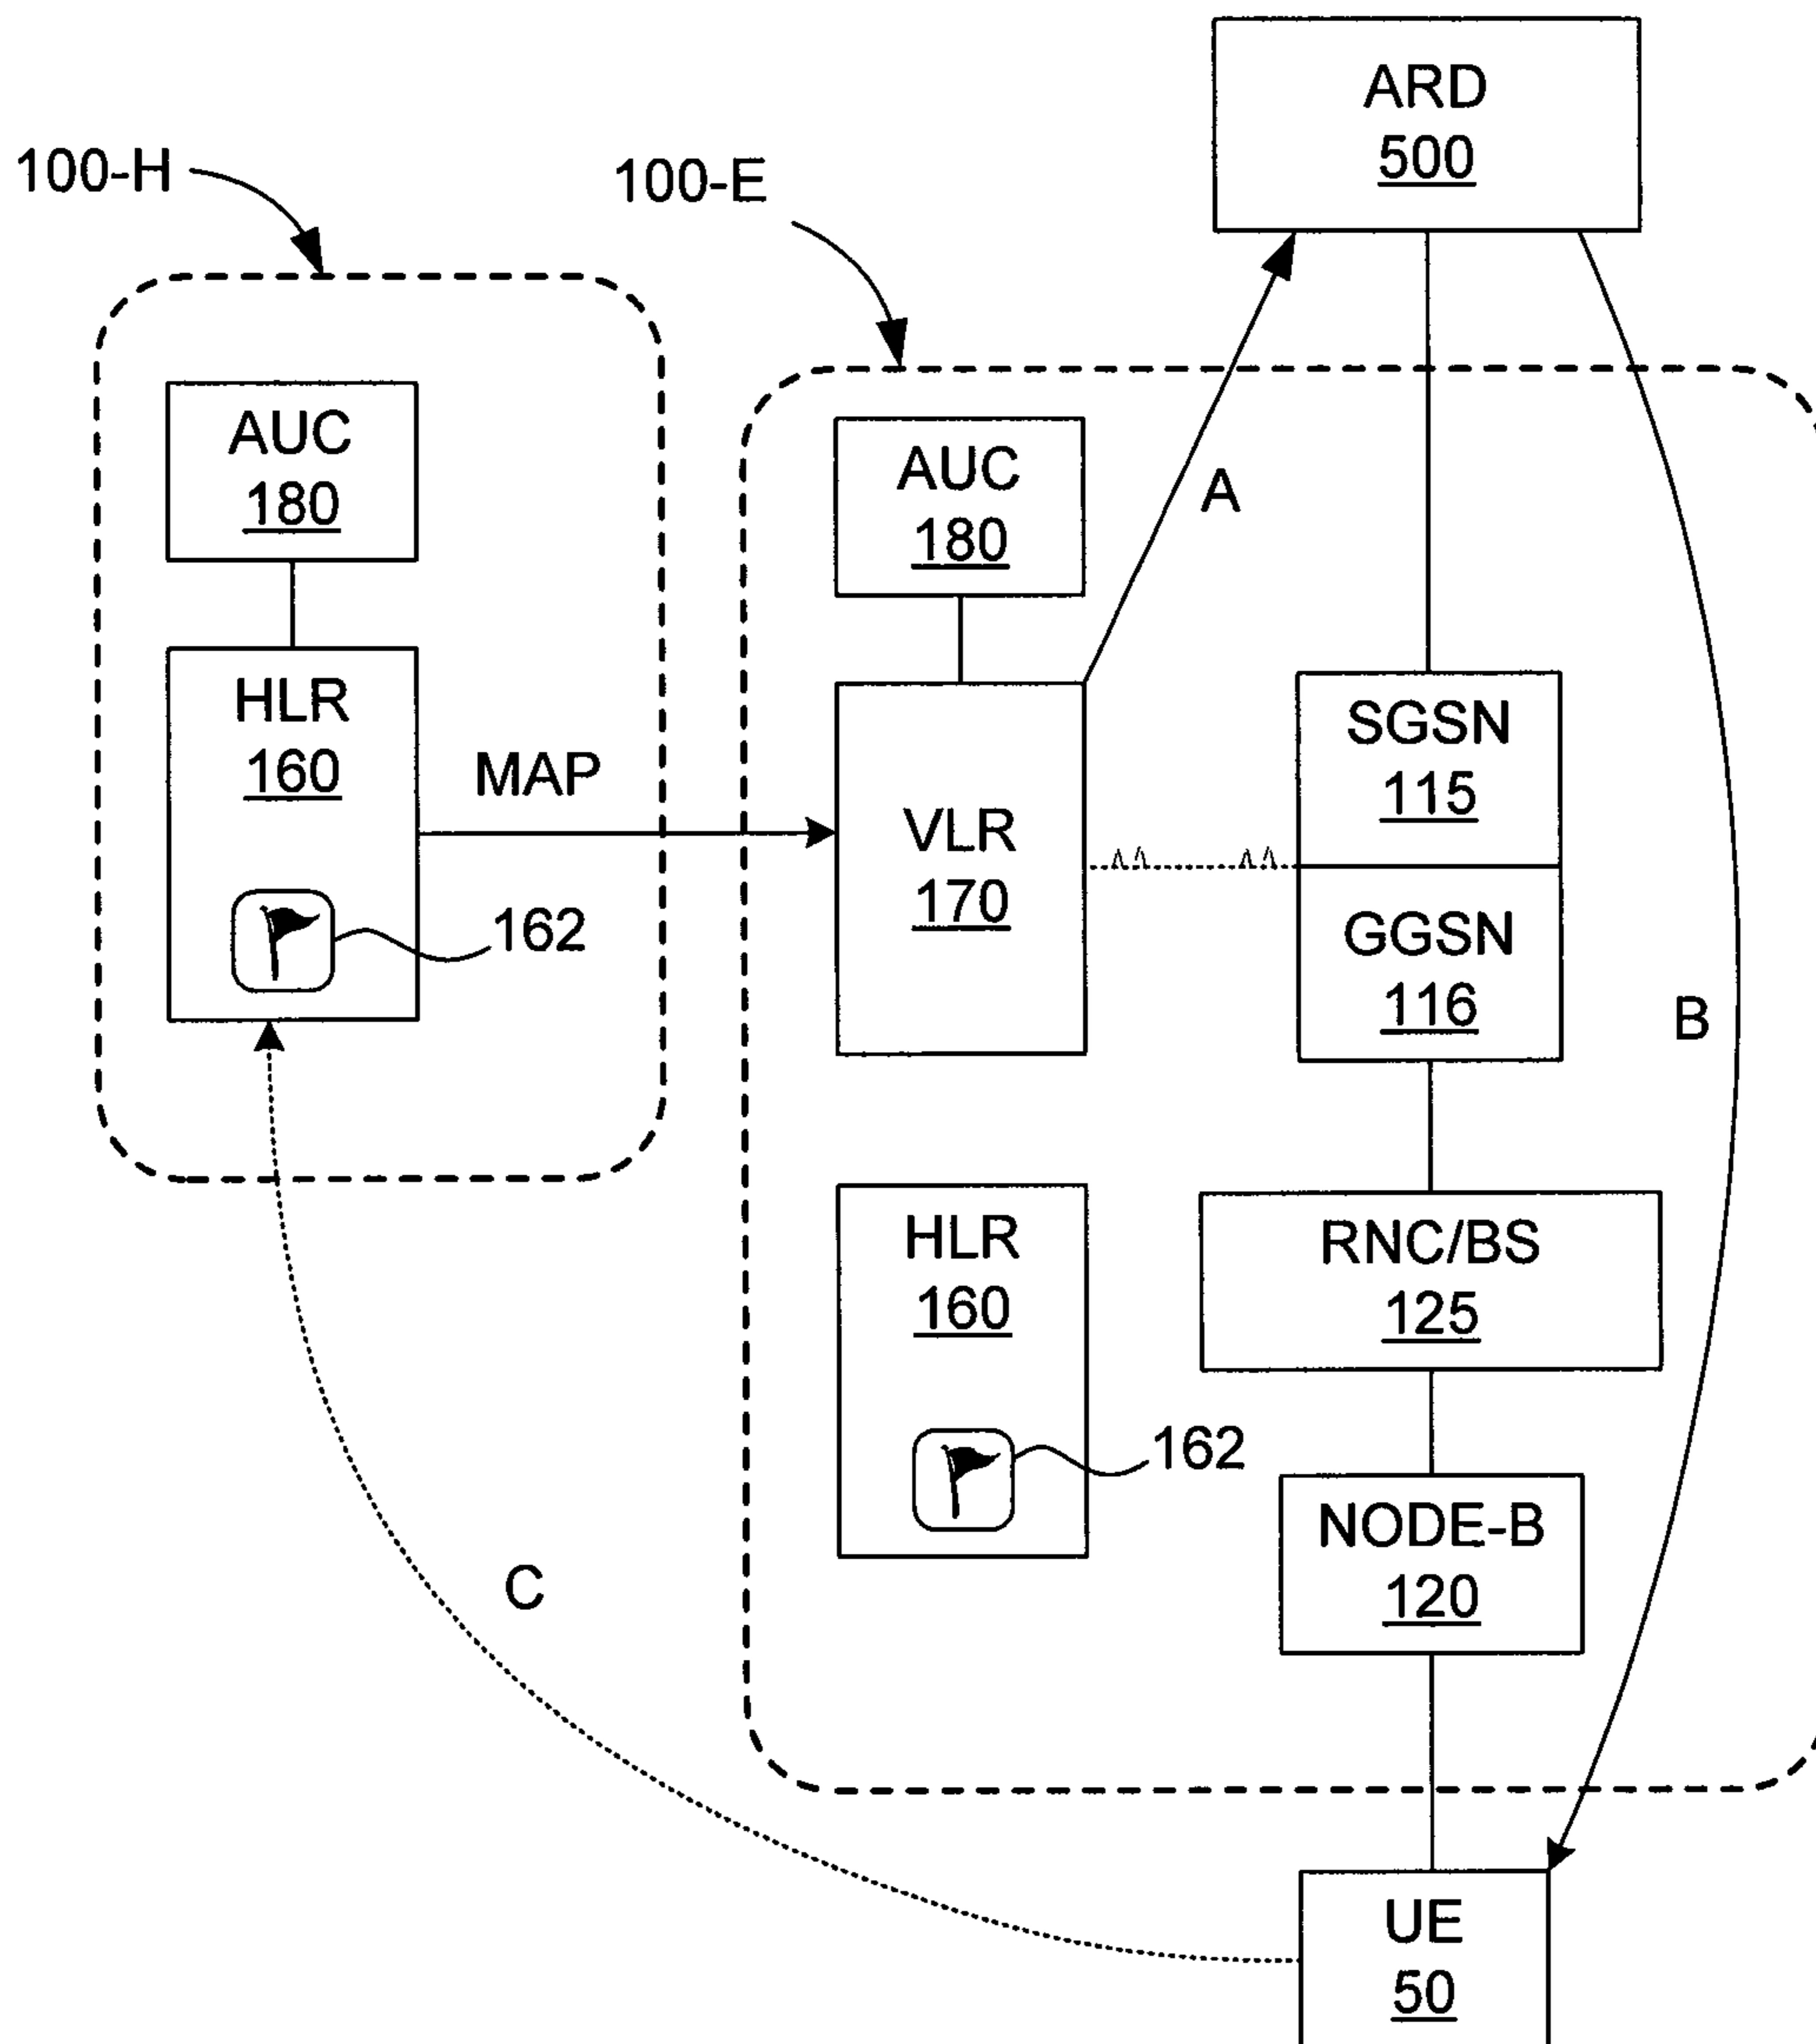 ARD
500
100-H
100-E
AUC
180
AUC
180
A
HLR
160
MAP
SGSN
115
VLR
170
162
GGSN
116
B
HLR
160
RNC/BS
125
162
NODE-B
120
C
UE
50